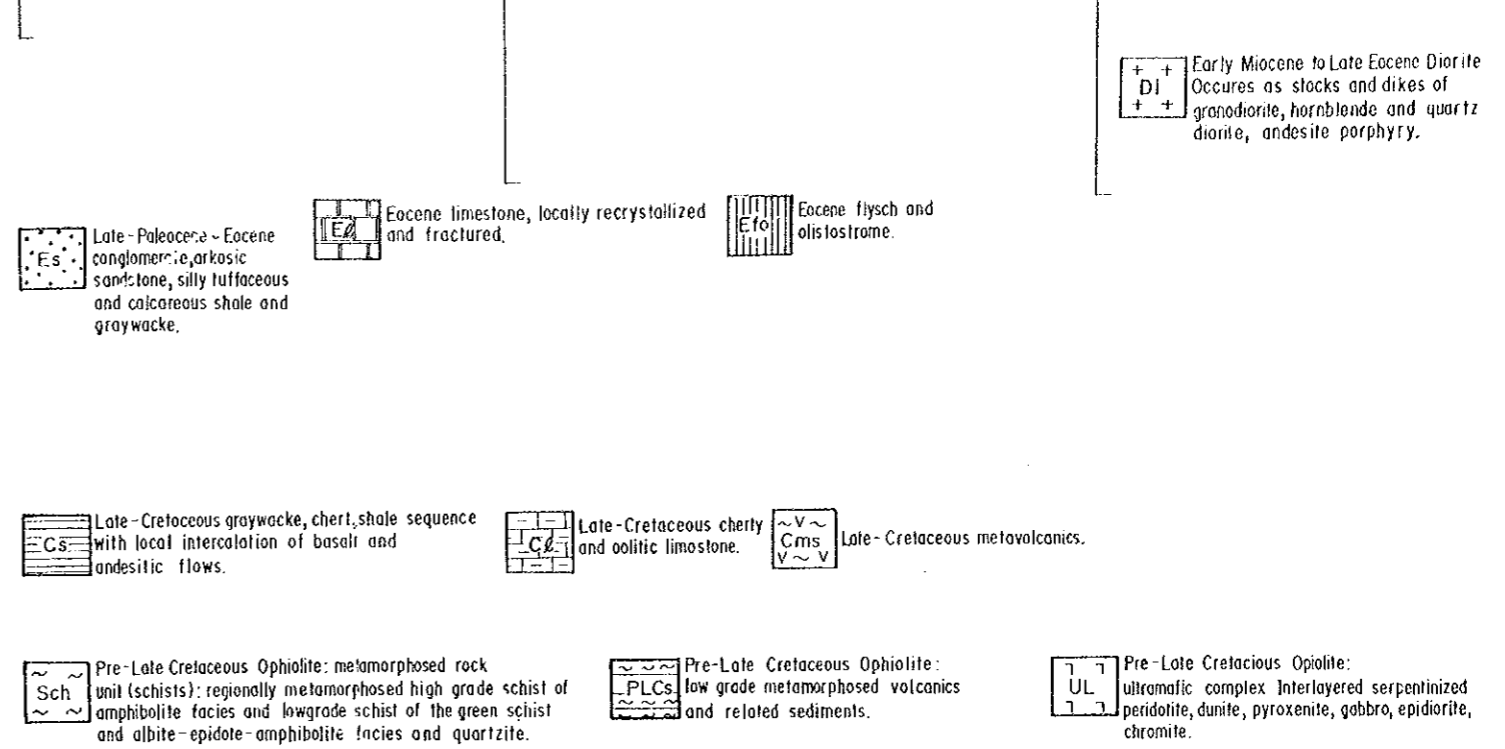 Early Miocene to Late Eocene Diorite
DI
Occures as stocks and dikes of
granodiorite, hornblende and quartz
diorite, andesite porphyry.
Es
Late-Paleocene-Eocene
conglomerate, arkosic
sandstone, silty tuffaceous
and calcareous shale and
graywacke.
El
Eocene limestone, locally recrystallized
and fractured.
Efo
Eocene flysch and
olistostrome.
Cs
Late-Cretoceous graywacke, chert, shale sequence
with local intercalation of basalt and
andesitic flows.
Cl
Late-Cretaceous cherty
and oolitic limostone.
~V~
Cms
V~V
Late-Cretaceous metavolcanics.
Sch
Pre-Late Cretaceous Ophiolite: metamorphosed rock
unit (schists): regionally metamorphosed high grade schist of
amphibolite facies and lowgrade schist of the green schist
and albite-epidote-amphibolite facies and quartzite.
PLCs
Pre-Late Cretaceous Ophiolite:
low grade metamorphosed volcanics
and related sediments.
UL
Pre-Late Cretacious Opiolite:
ultramafic complex Interlayered serpentinized
peridotite, dunite, pyroxenite, gabbro, epidiorite,
chromite.